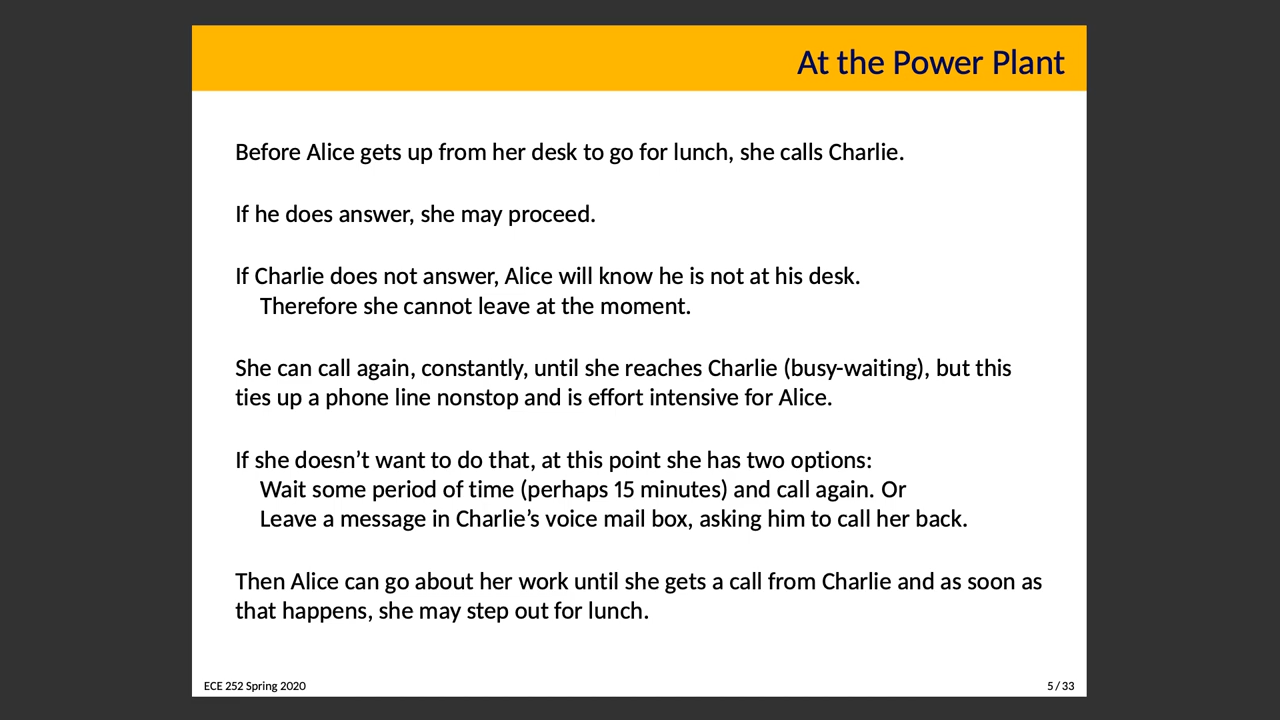 At the Power Plant
Before Alice gets up from her desk to go for lunch, she calls Charlie.
If he does answer, she may proceed.
If Charlie does not answer, Alice will know he is not at his desk.
Therefore she cannot leave at the moment.
She can call again, constantly, until she reaches Charlie (busy-waiting), but this
ties up a phone line nonstop and is effort intensive for Alice.
If she doesn’t want to do that, at this point she has two options:
Wait some period of time (perhaps 15 minutes) and call again. Or
Leave a message in Charlie’s voice mail box, asking him to call her back.
Then Alice can go about her work until she gets a call from Charlie and as soon as
that happens, she may step out for lunch.
ECE 252 Spring 2020
5 / 33